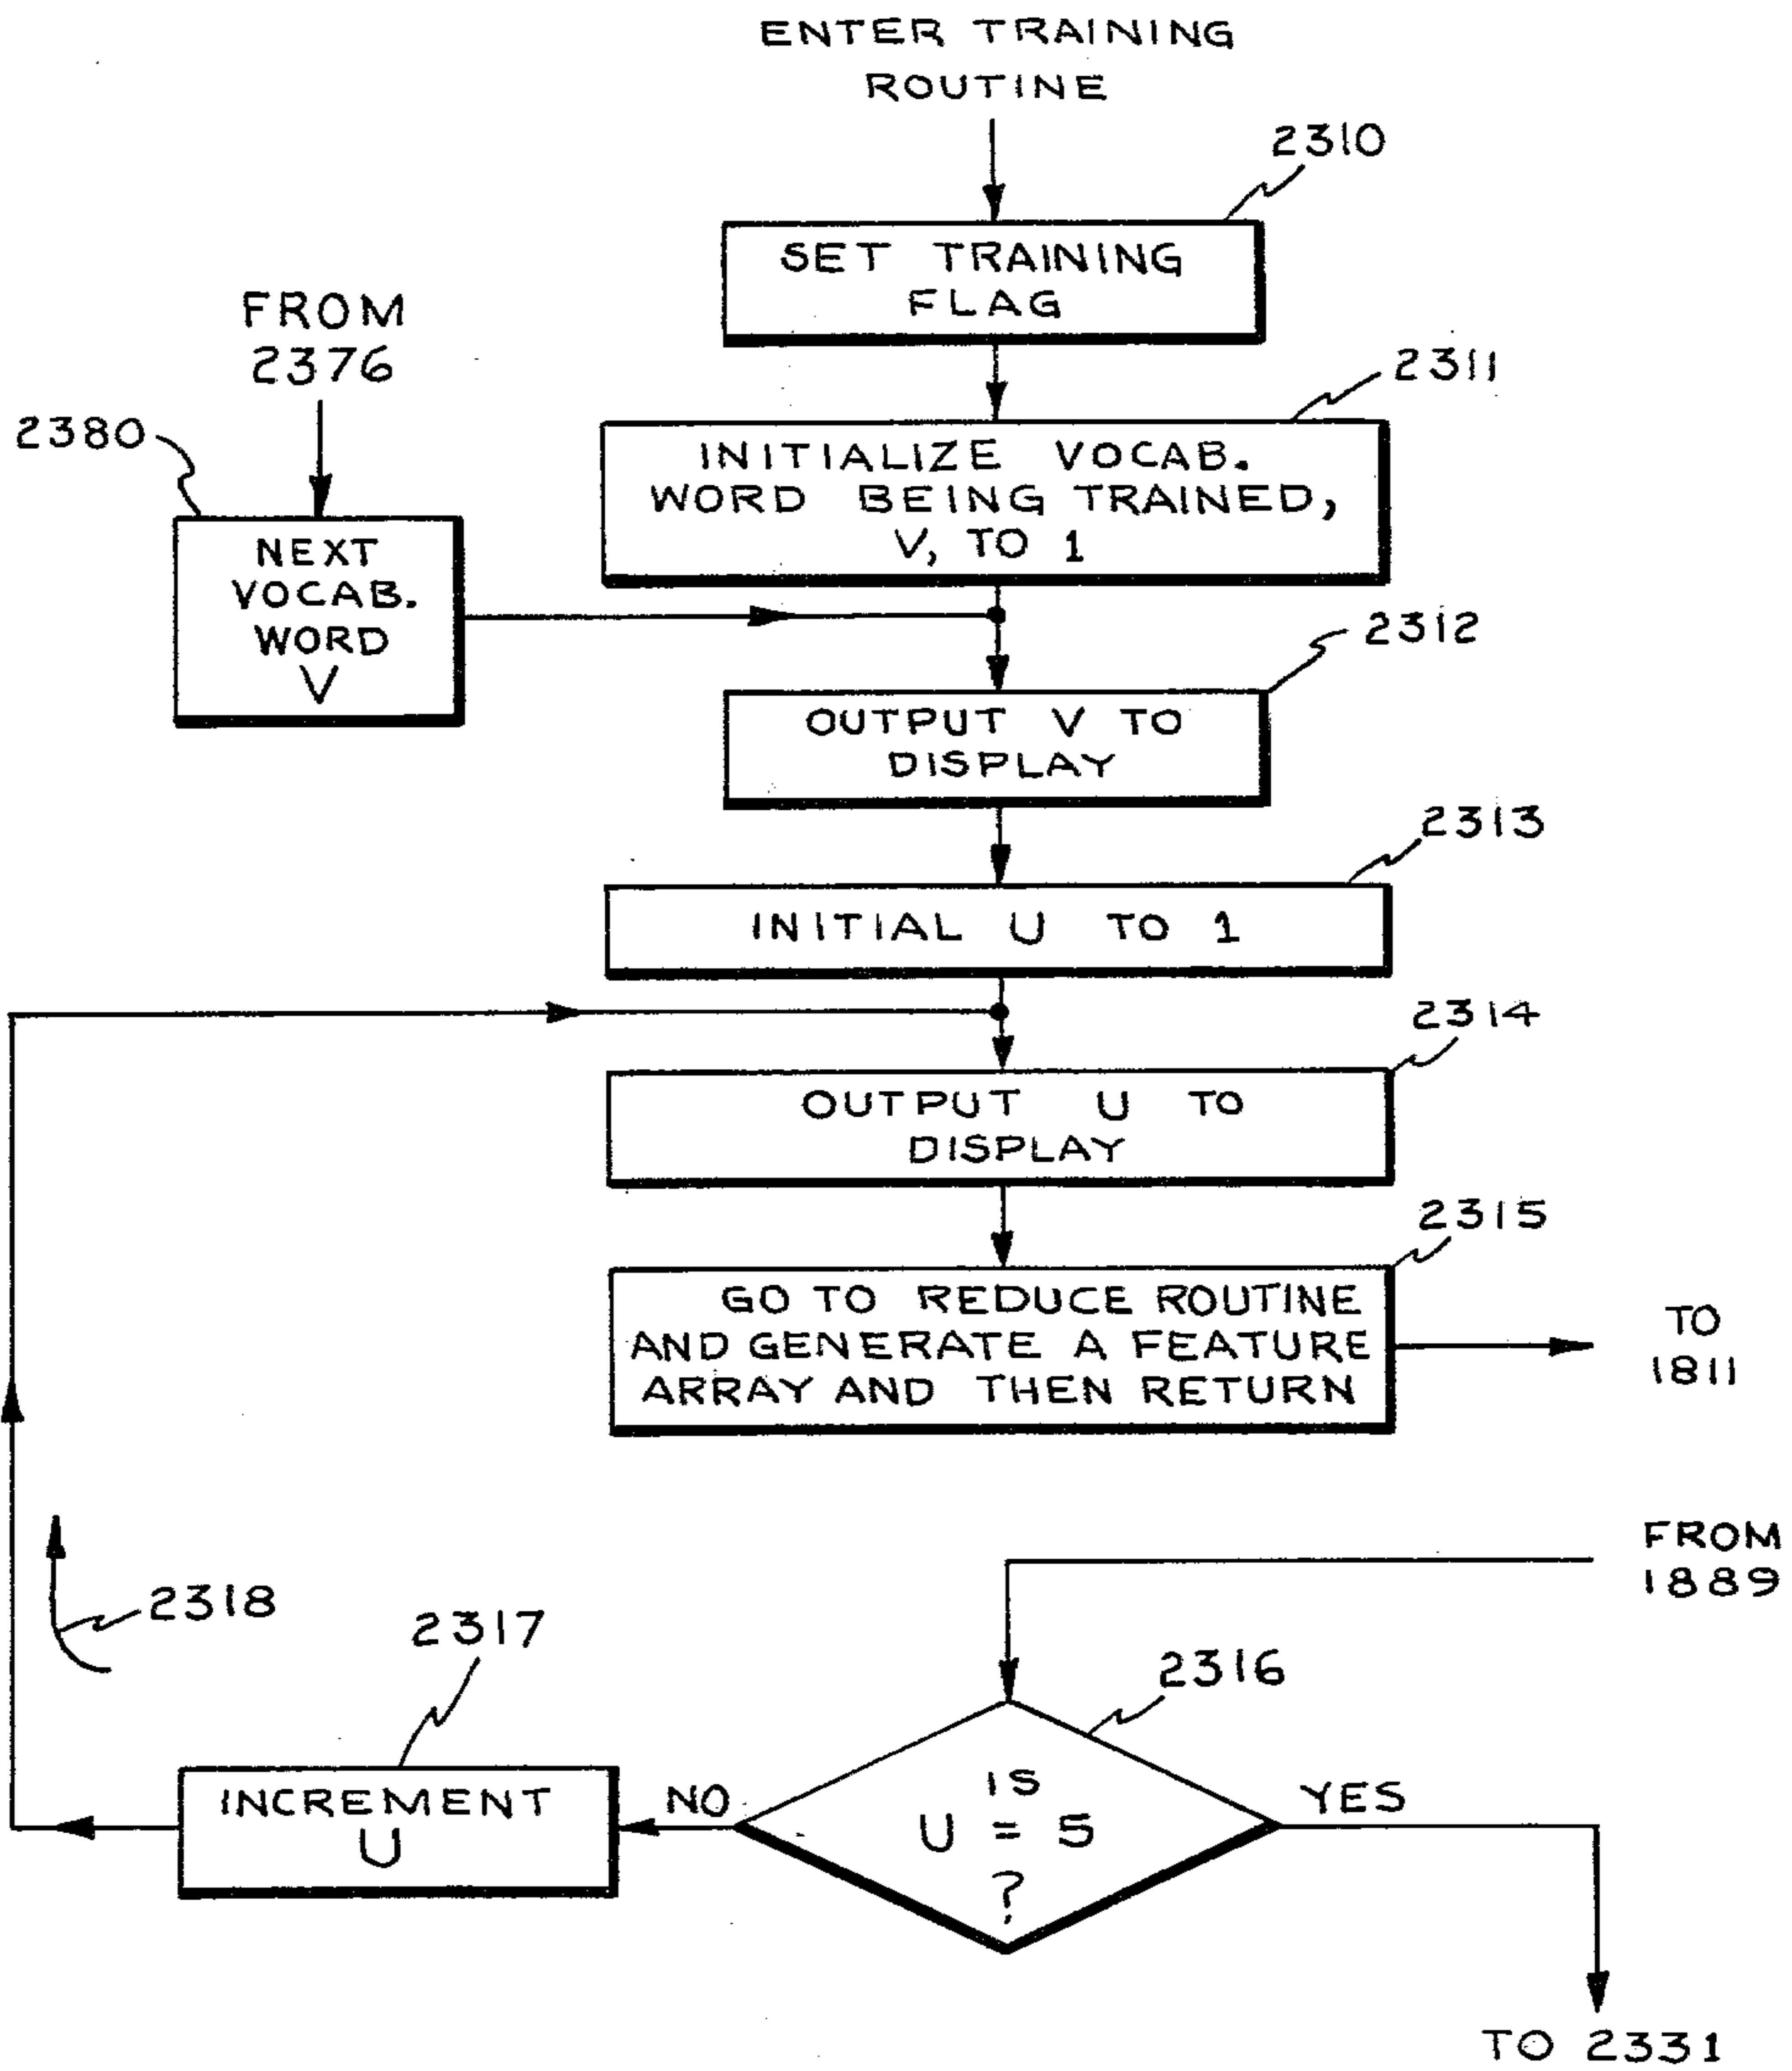 ENTER TRAINING
ROUTINE
2310
SET TRAINING
FLAG
FROM
2376
2311
2380
INITIALIZE VOCAB.
WORD BEING TRAINED,
V, TO 1
NEXT
VOCAB.
WORD
V
2312
OUTPUT V TO
DISPLAY
2313
INITIAL U TO 1
2314
OUTPUT U TO
DISPLAY
2315
GO TO REDUCE ROUTINE
AND GENERATE A FEATURE
ARRAY AND THEN RETURN
TO
1811
FROM
1889
2318
2317
2316
INCREMENT
U
NO
IS
U = 5
?
YES
TO 2331